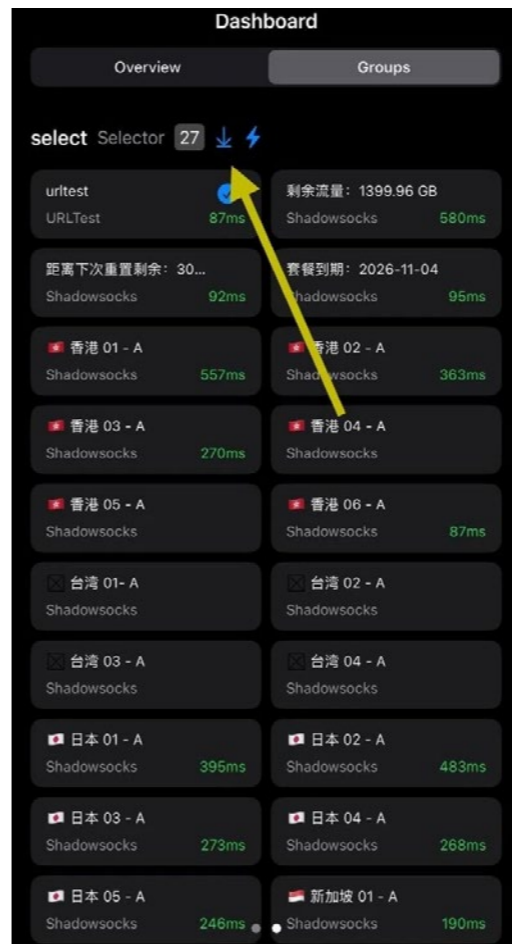 Dashboard
Overview
Groups
select Selector 27
urltest
URLTest 87ms
剩余流量：1399.96 GB
Shadowsocks 580ms
距离下次重置剩余：30...
Shadowsocks 92ms
套餐到期：2026-11-04
Shadowsocks 95ms
香港 01 - A
Shadowsocks 557ms
香港 02 - A
Shadowsocks 363ms
香港 03 - A
Shadowsocks 270ms
香港 04 - A
Shadowsocks
香港 05 - A
Shadowsocks
香港 06 - A
Shadowsocks 87ms
台湾 01- A
Shadowsocks
台湾 02 - A
Shadowsocks
台湾 03 - A
Shadowsocks
台湾 04 - A
Shadowsocks
日本 01 - A
Shadowsocks 395ms
日本 02 - A
Shadowsocks 483ms
日本 03 - A
Shadowsocks 273ms
日本 04 - A
Shadowsocks 268ms
日本 05 - A
Shadowsocks 246ms
新加坡 01 - A
Shadowsocks 190ms